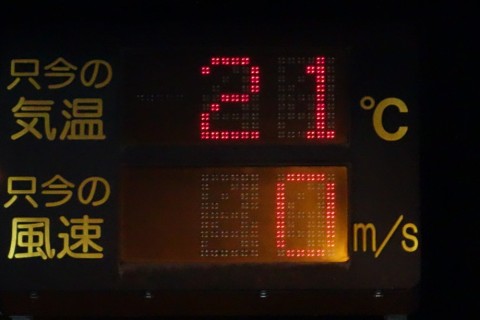 只今の
気温 21 ℃
只今の
風速 0 m/s